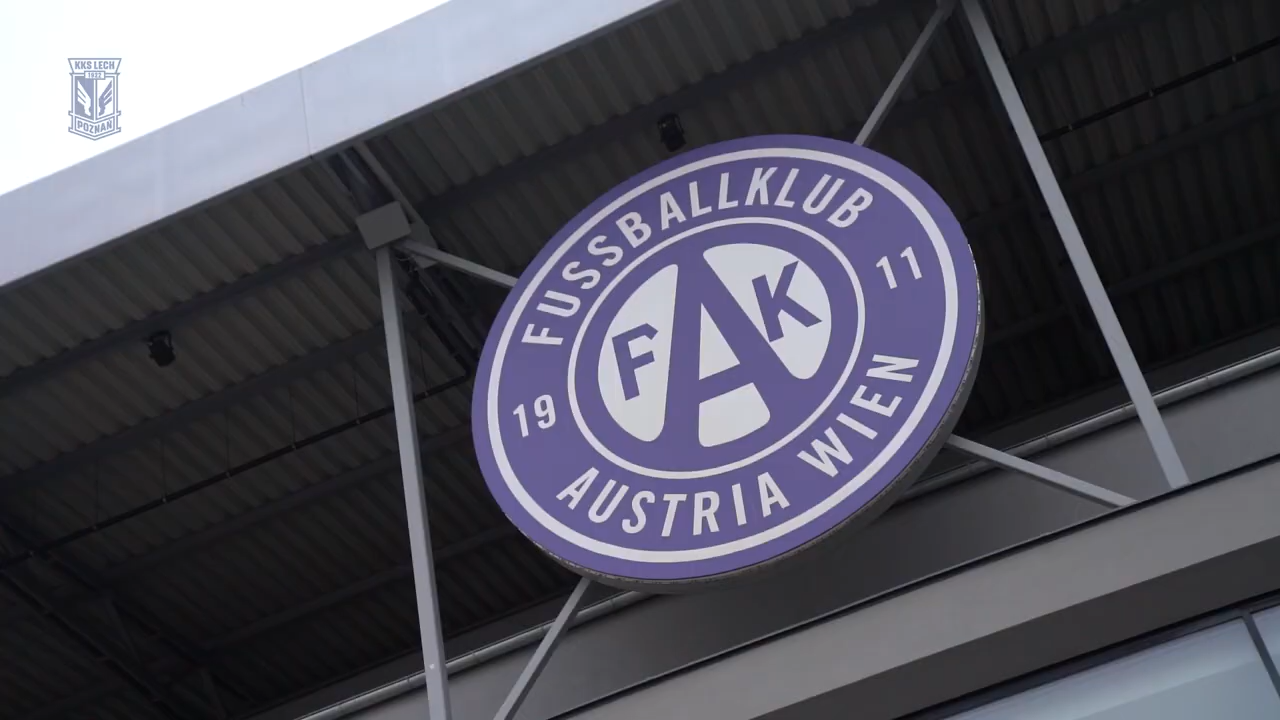 KKS LECH
1922
POZNAŃ
FUSSBALLKLUB
19 11
FAK
AUSTRIA WIEN